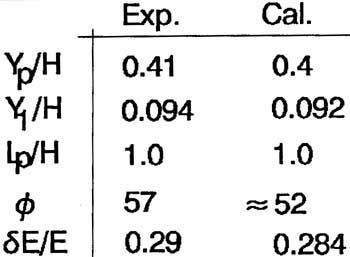 Exp. Cal.
Yp/H 0.41 0.4
Y1/H 0.094 0.092
Lp/H 1.0 1.0
ϕ 57 ≈52
δE/E 0.29 0.284